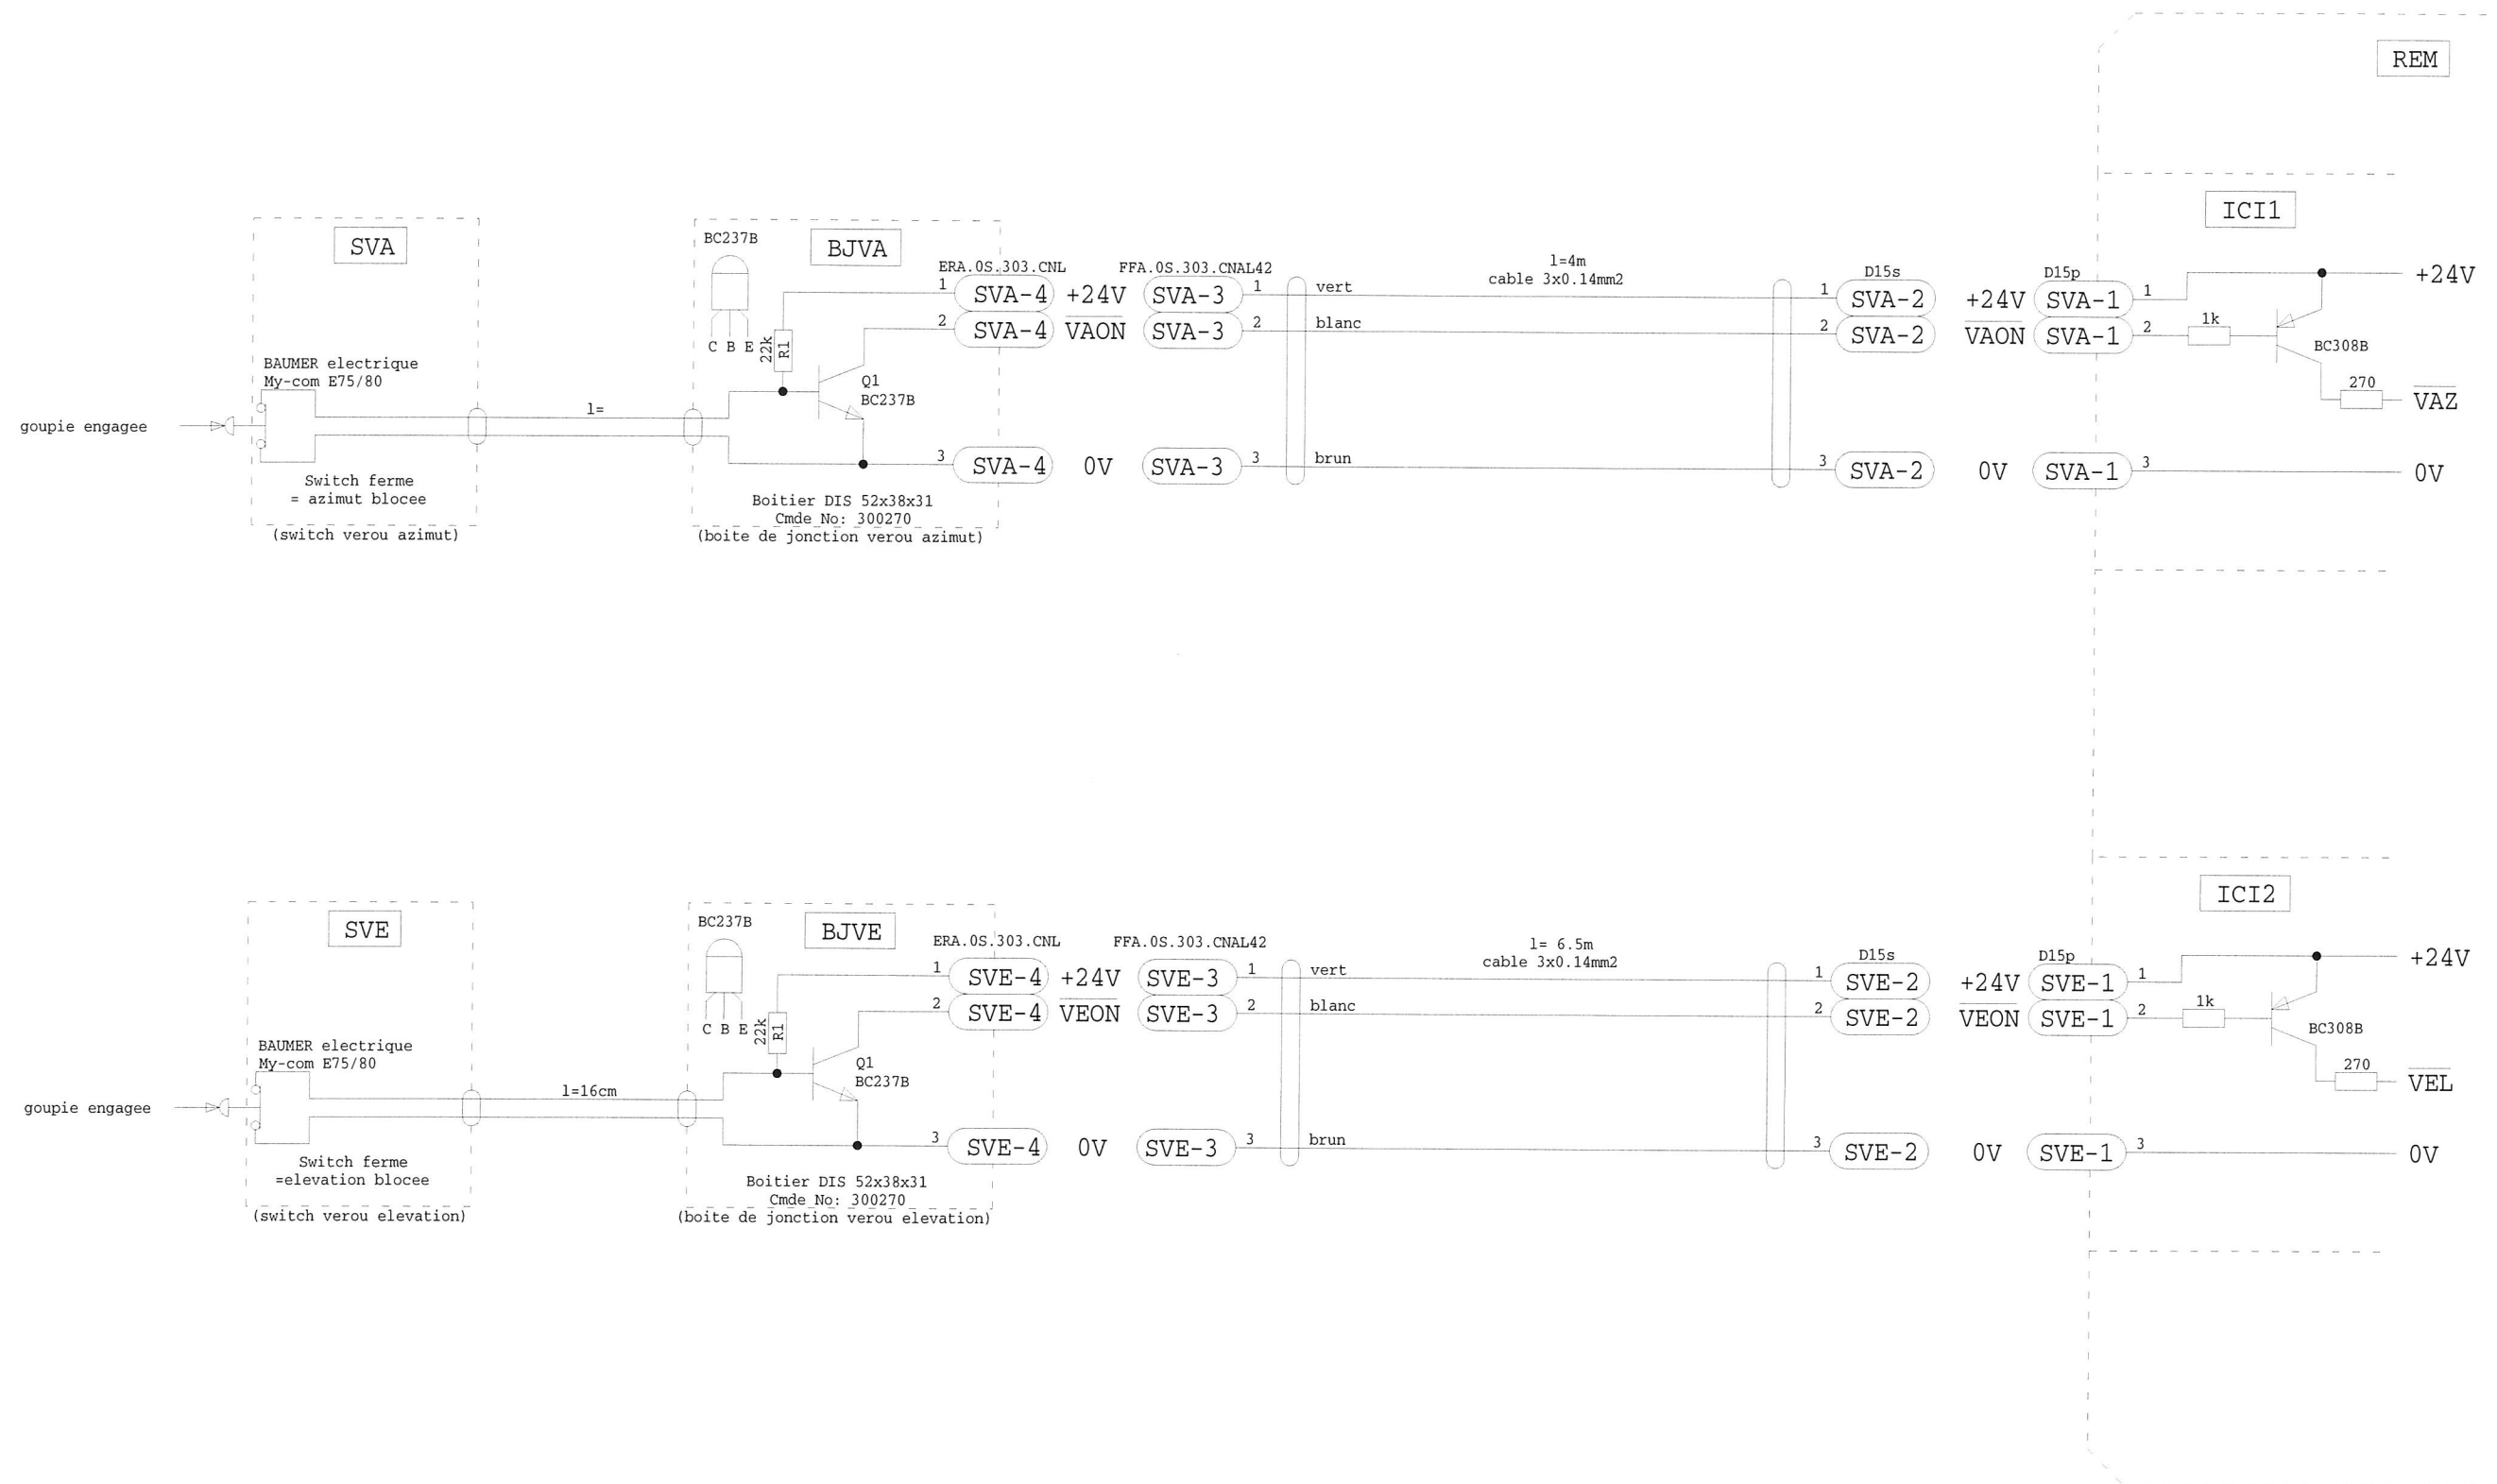 REM
ICI1
SVA
BC237B
BJVA
ERA.0S.303.CNL
FFA.0S.303.CNAL42
l=4m
cable 3x0.14mm2
D15s
D15p
1 SVA-4 +24V SVA-3 1 vert 1 SVA-2 +24V SVA-1 1 +24V
2 SVA-4 VAON SVA-3 2 blanc 2 SVA-2 VAON SVA-1 2 1k
C B E
22k
R1
BC308B
BAUMER electrique
My-com E75/80
Q1
BC237B
270
VAZ
goupie engagee
l=
3 SVA-4 0V SVA-3 3 brun 3 SVA-2 0V SVA-1 3 0V
Switch ferme
= azimut blocee
Boitier DIS 52x38x31
Cmde No: 300270
(switch verou azimut)
(boite de jonction verou azimut)
ICI2
SVE
BC237B
BJVE
ERA.0S.303.CNL
FFA.0S.303.CNAL42
l= 6.5m
cable 3x0.14mm2
D15s
D15p
1 SVE-4 +24V SVE-3 1 vert 1 SVE-2 +24V SVE-1 1 +24V
2 SVE-4 VEON SVE-3 2 blanc 2 SVE-2 VEON SVE-1 2 1k
C B E
22k
R1
BC308B
BAUMER electrique
My-com E75/80
Q1
BC237B
270
VEL
goupie engagee
l=16cm
3 SVE-4 0V SVE-3 3 brun 3 SVE-2 0V SVE-1 3 0V
Switch ferme
=elevation blocee
Boitier DIS 52x38x31
Cmde No: 300270
(switch verou elevation)
(boite de jonction verou elevation)